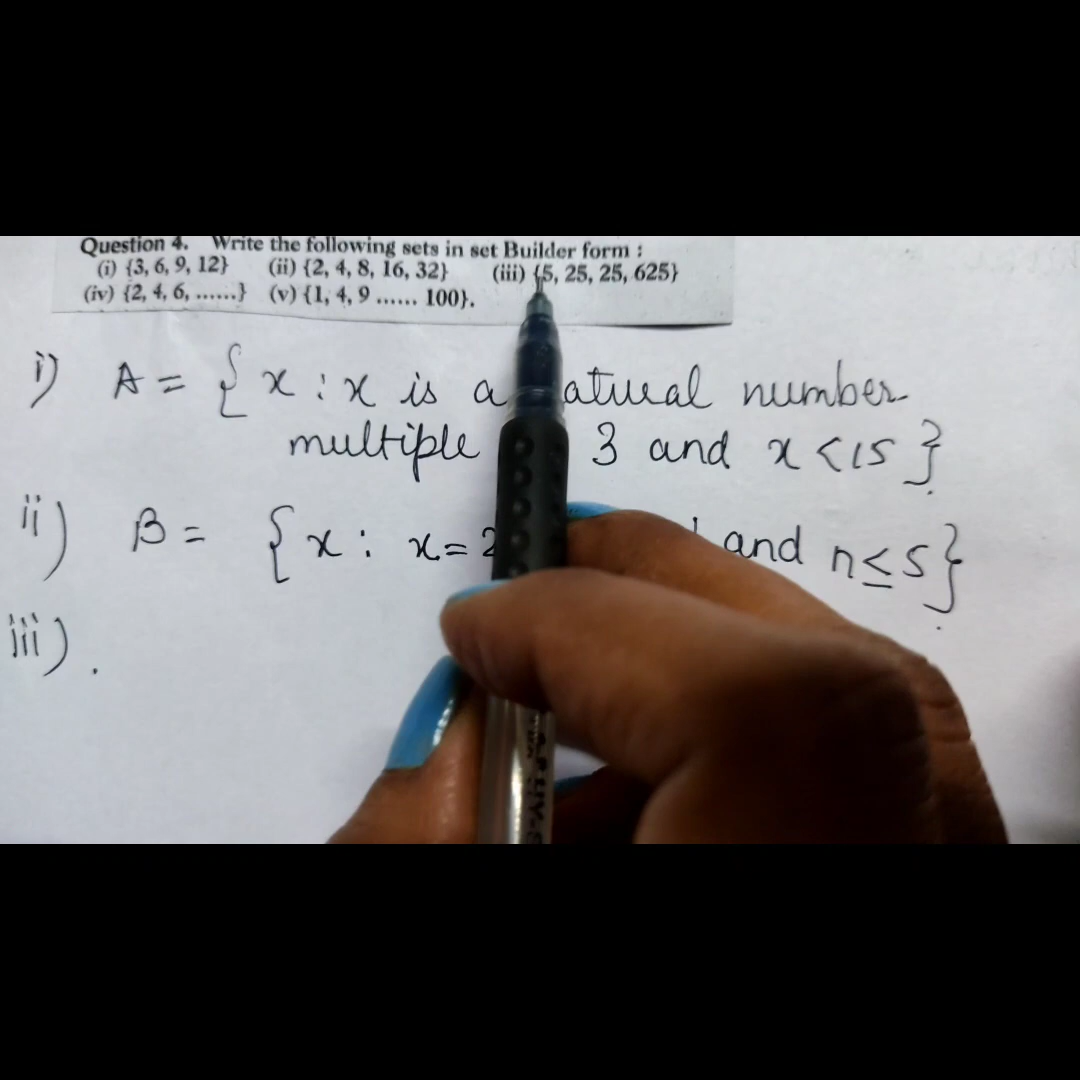 Question 4. Write the following sets in set Builder form :
(i) {3, 6, 9, 12} (ii) {2, 4, 8, 16, 32} (iii) {5, 25, 25, 625}
(iv) {2, 4, 6, ......} (v) {1, 4, 9 ...... 100}.
i) A = { x : x is a atural number
multiple 3 and x < 15 }.
ii) B = { x : x = 2 and n ≤ 5 }.
iii) .